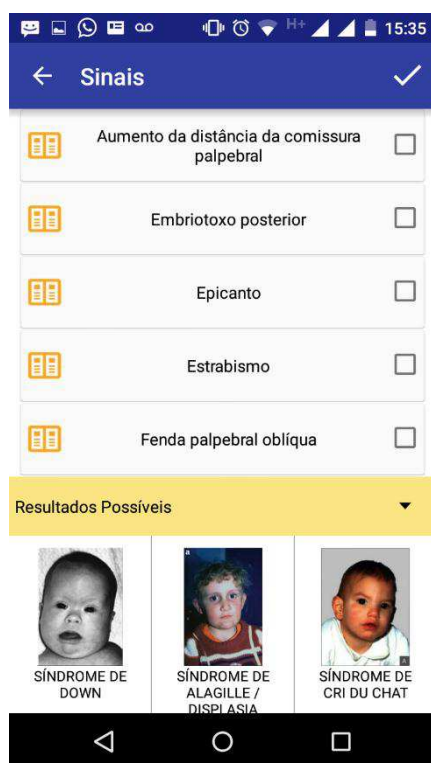 H+ 15:35
Sinais
Aumento da distância da comissura
palpebral
Embriotoxo posterior
Epicanto
Estrabismo
Fenda palpebral oblíqua
Resultados Possíveis
a
A
SÍNDROME DE
DOWN
SÍNDROME DE
ALAGILLE /
DISPLASIA
SÍNDROME DE
CRI DU CHAT